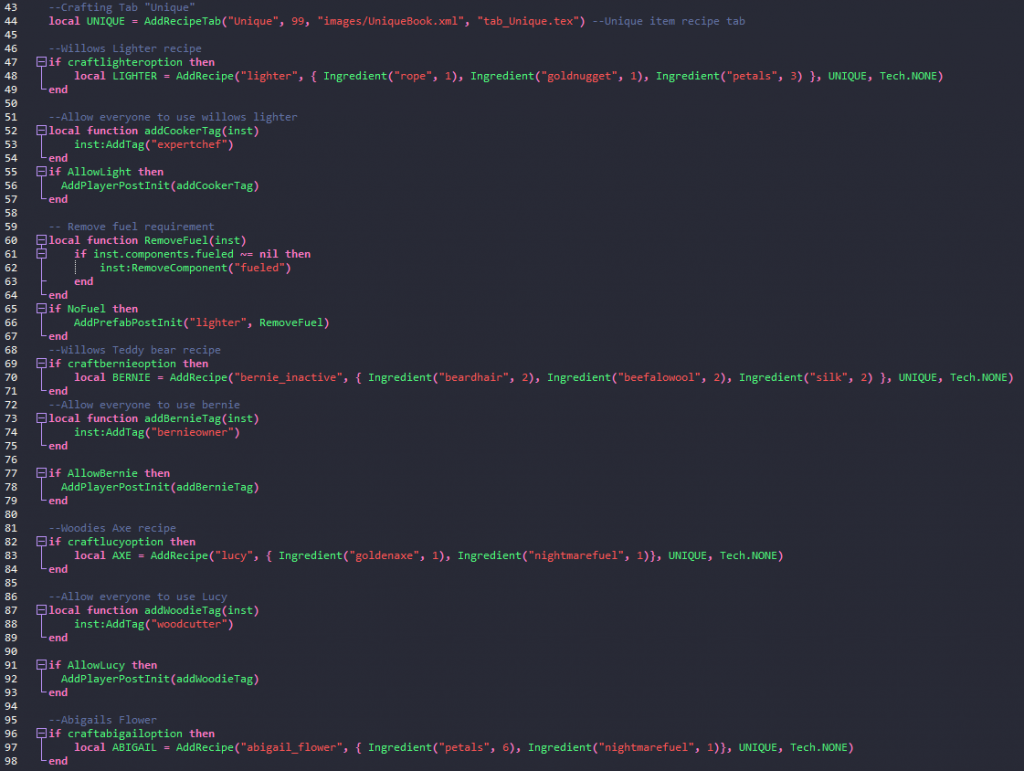 43 --Crafting Tab "Unique"
44 local UNIQUE = AddRecipeTab("Unique", 99, "images/UniqueBook.xml", "tab_Unique.tex") --Unique item recipe tab
45
46 --Willows Lighter recipe
47 if craftlighteroption then
48 local LIGHTER = AddRecipe("lighter", { Ingredient("rope", 1), Ingredient("goldnugget", 1), Ingredient("petals", 3) }, UNIQUE, Tech.NONE)
49 end
50
51 --Allow everyone to use willows lighter
52 local function addCookerTag(inst)
53 inst:AddTag("expertchef")
54 end
55 if AllowLight then
56 AddPlayerPostInit(addCookerTag)
57 end
58
59 -- Remove fuel requirement
60 local function RemoveFuel(inst)
61 if inst.components.fueled ~= nil then
62 inst:RemoveComponent("fueled")
63 end
64 end
65 if NoFuel then
66 AddPrefabPostInit("lighter", RemoveFuel)
67 end
68 --Willows Teddy bear recipe
69 if craftbernieoption then
70 local BERNIE = AddRecipe("bernie_inactive", { Ingredient("beardhair", 2), Ingredient("beefalowool", 2), Ingredient("silk", 2) }, UNIQUE, Tech.NONE)
71 end
72 --Allow everyone to use bernie
73 local function addBernieTag(inst)
74 inst:AddTag("bernieowner")
75 end
76
77 if AllowBernie then
78 AddPlayerPostInit(addBernieTag)
79 end
80
81 --Woodies Axe recipe
82 if craftlucyoption then
83 local AXE = AddRecipe("lucy", { Ingredient("goldenaxe", 1), Ingredient("nightmarefuel", 1)}, UNIQUE, Tech.NONE)
84 end
85
86 --Allow everyone to use Lucy
87 local function addWoodieTag(inst)
88 inst:AddTag("woodcutter")
89 end
90
91 if AllowLucy then
92 AddPlayerPostInit(addWoodieTag)
93 end
94
95 --Abigails Flower
96 if craftabigailoption then
97 local ABIGAIL = AddRecipe("abigail_flower", { Ingredient("petals", 6), Ingredient("nightmarefuel", 1)}, UNIQUE, Tech.NONE)
98 end